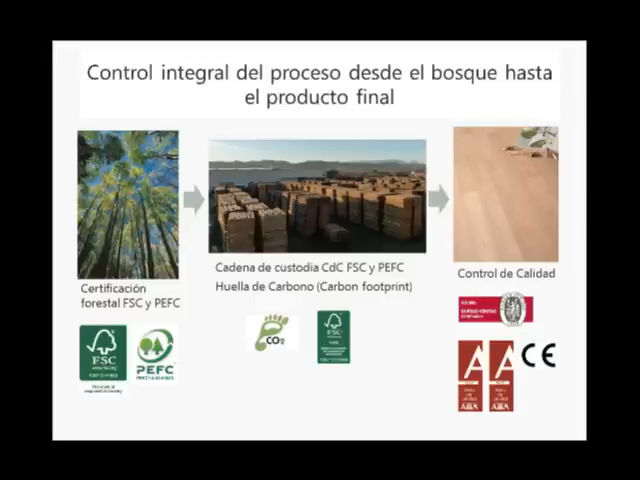 Control integral del proceso desde el bosque hasta
el producto final
Certificación
forestal FSC y PEFC
Cadena de custodia CdC FSC y PEFC
Huella de Carbono (Carbon footprint)
Control de Calidad
FSC
PEFC
CO₂
FSC
CE